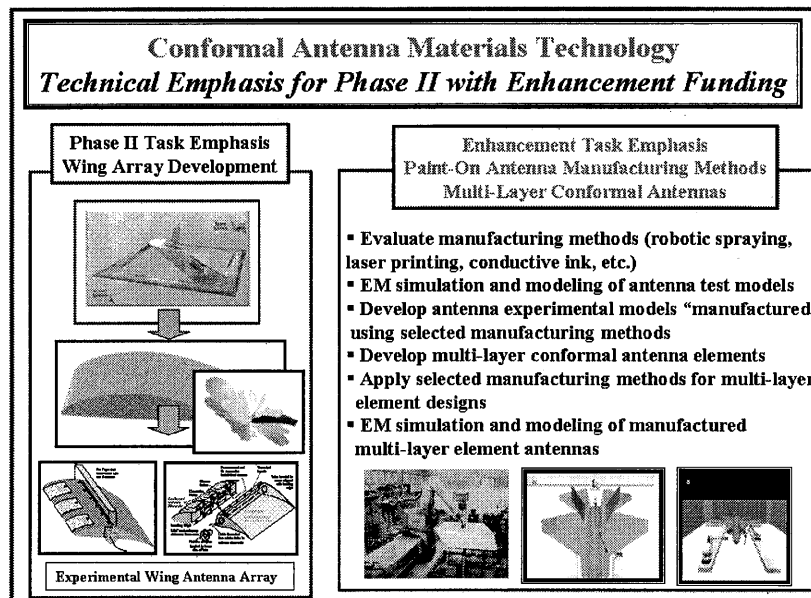 Conformal Antenna Materials Technology
Technical Emphasis for Phase II with Enhancement Funding
Phase II Task Emphasis
Wing Array Development
Experimental Wing Antenna Array
Enhancement Task Emphasis
Paint-On Antenna Manufacturing Methods
Multi-Layer Conformal Antennas
▪ Evaluate manufacturing methods (robotic spraying,
laser printing, conductive ink, etc.)
▪ EM simulation and modeling of antenna test models
▪ Develop antenna experimental models “manufactured
using selected manufacturing methods
▪ Develop multi-layer conformal antenna elements
▪ Apply selected manufacturing methods for multi-layer
element designs
▪ EM simulation and modeling of manufactured
multi-layer element antennas